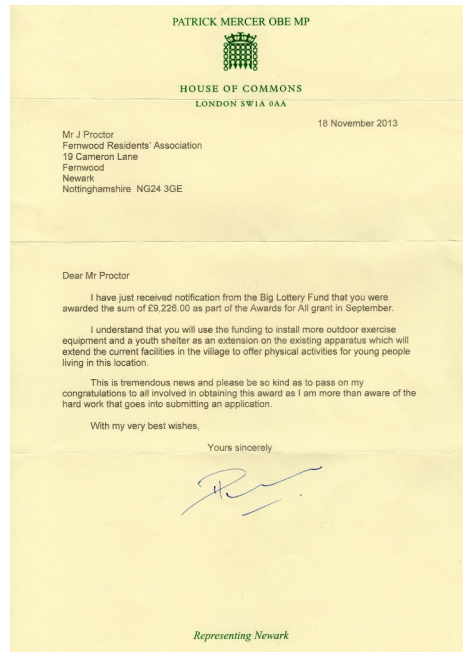 PATRICK MERCER OBE MP
HOUSE OF COMMONS
LONDON SW1A 0AA
18 November 2013
Mr J Proctor
Fernwood Residents' Association
19 Cameron Lane
Fernwood
Newark
Nottinghamshire NG24 3GE
Dear Mr Proctor
I have just received notification from the Big Lottery Fund that you were
awarded the sum of £9,226.00 as part of the Awards for All grant in September.
I understand that you will use the funding to install more outdoor exercise
equipment and a youth shelter as an extension on the existing apparatus which will
extend the current facilities in the village to offer physical activities for young people
living in this location.
This is tremendous news and please be so kind as to pass on my
congratulations to all involved in obtaining this award as I am more than aware of the
hard work that goes into submitting an application.
With my very best wishes,
Yours sincerely
Representing Newark